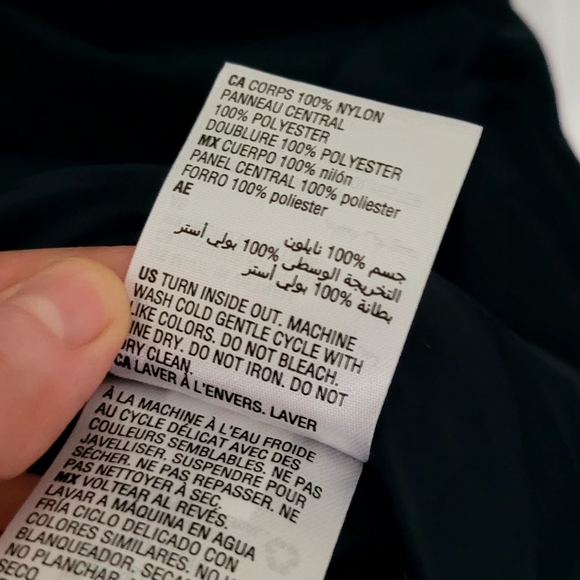 CA CORPS 100% NYLON
PANNEAU CENTRAL
100% POLYESTER
DOUBLURE 100% POLYESTER
MX CUERPO 100% nilón
PANEL CENTRAL 100% poliester
FORRO 100% poliester
AE
جسم 100% نايلون
التخريجة الوسطى 100% بولي أستر
بطانة 100% بولي أستر
US TURN INSIDE OUT. MACHINE
WASH COLD GENTLE CYCLE WITH
LIKE COLORS. DO NOT BLEACH.
INE DRY. DO NOT IRON. DO NOT
RY CLEAN.
CA LAVER À L'ENVERS. LAVER
À LA MACHINE À L'EAU FROIDE
AU CYCLE DÉLICAT AVEC DES
COULEURS SEMBLABLES. NE PAS
JAVELLISER. SUSPENDRE POUR
SÉCHER. NE PAS REPASSER. NE
PAS NETTOYER À SEC.
MX VOLTEAR AL REVÉS.
LAVAR A MÁQUINA EN AGUA
FRÍA CICLO DELICADO CON
COLORES SIMILARES. NO
BLANQUEADOR. SECA
NO PLANCHAR.
SECO